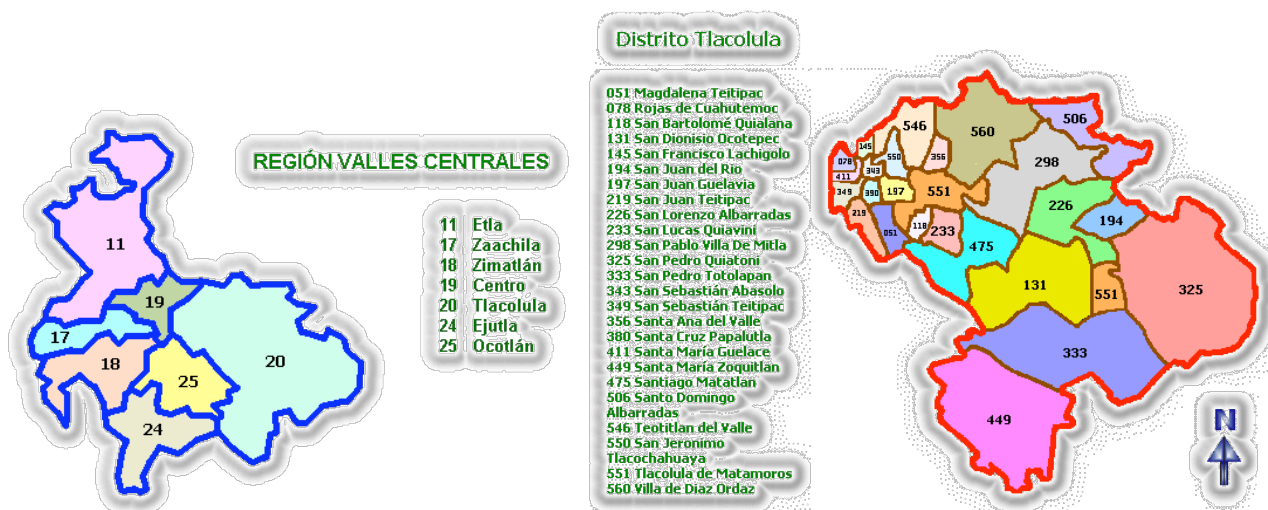 REGIÓN VALLES CENTRALES
11 Etla
17 Zaachila
18 Zimatlán
19 Centro
20 Tlacolula
24 Ejutla
25 Ocotlán
11
19
17
18
25
20
24
Distrito Tlacolula
051 Magdalena Teitipac
078 Rojas de Cuahutemoc
118 San Bartolomé Quialana
131 San Dionisio Ocotepec
145 San Francisco Lachigolo
194 San Juan del Rio
197 San Juan Guelavia
219 San Juan Teitipac
226 San Lorenzo Albarradas
233 San Lucas Quiavini
298 San Pablo Villa De Mitla
325 San Pedro Quiatoni
333 San Pedro Totolapan
343 San Sebastián Abasolo
349 San Sebastián Teitipac
356 Santa Ana del Valle
380 Santa Cruz Papalutla
411 Santa María Guelace
449 Santa María Zoquitlan
475 Santiago Matatlan
506 Santo Domingo
Albarradas
546 Teotitlan del Valle
550 San Jeronimo
Tlacochahuaya
551 Tlacolula de Matamoros
560 Villa de Diaz Ordaz
506
546
560
145
550
356
078
298
343
411
349
390
197
551
226
219
051
118
233
194
475
131
551
325
333
449
N